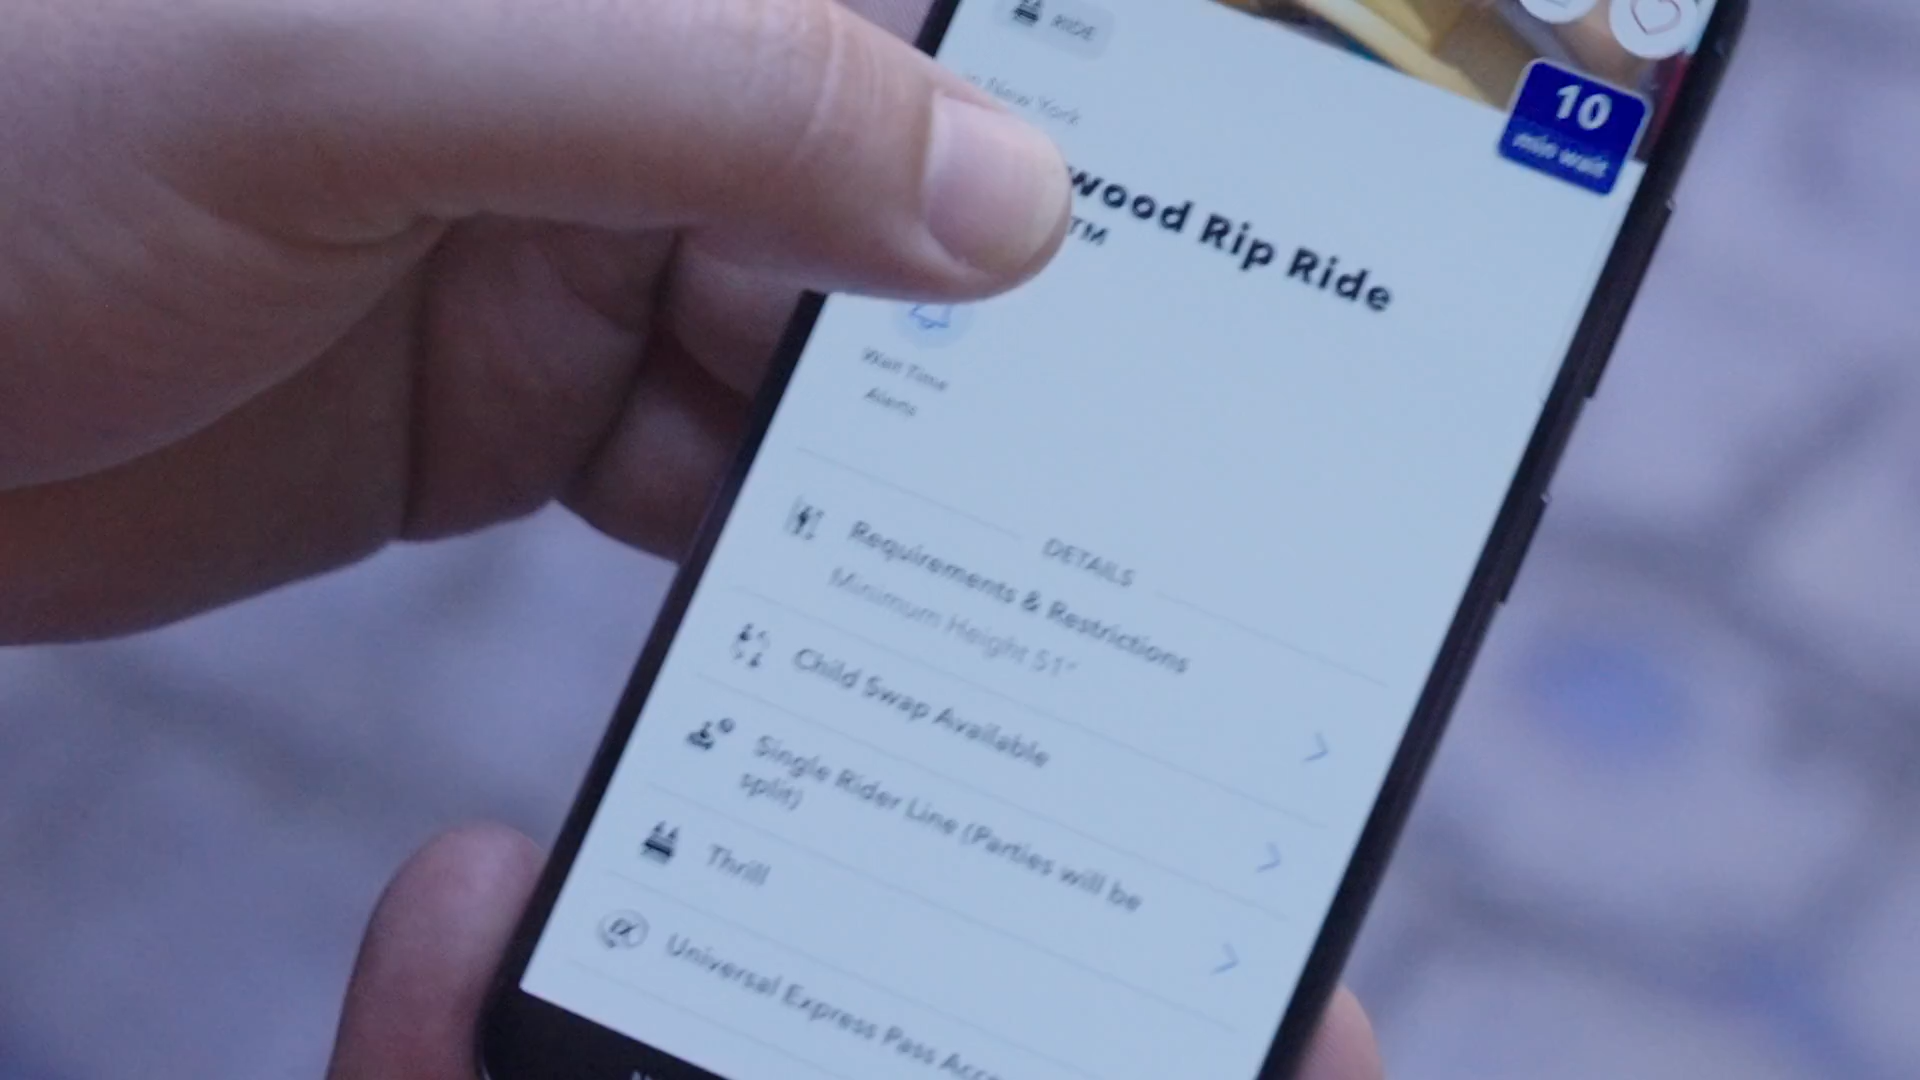 RIDE
New York
10
min wait
wood Rip Ride
TM
Wait Time
Alerts
DETAILS
Requirements & Restrictions
Minimum Height 51"
Child Swap Available
Single Rider Line (Parties will be
split)
Thrill
Universal Express Pass